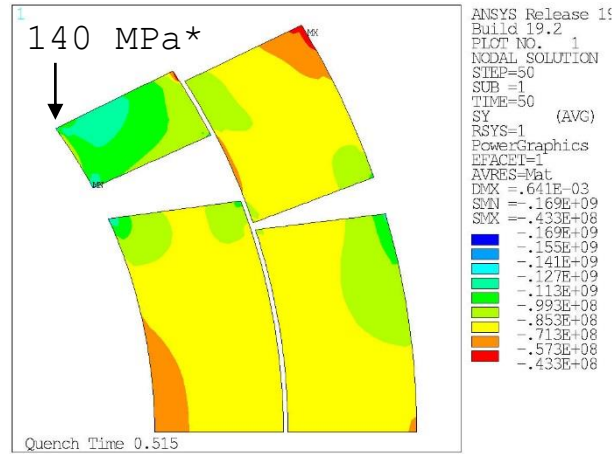 1
140 MPa*
MX
MN
Quench Time 0.515
ANSYS Release 19
Build 19.2
PLOT NO. 1
NODAL SOLUTION
STEP=50
SUB =1
TIME=50
SY (AVG)
RSYS=1
PowerGraphics
EFACET=1
AVRES=Mat
DMX =.641E-03
SMN =-.169E+09
SMX =-.433E+08
-.169E+09
-.155E+09
-.141E+09
-.127E+09
-.113E+09
-.993E+08
-.853E+08
-.713E+08
-.573E+08
-.433E+08